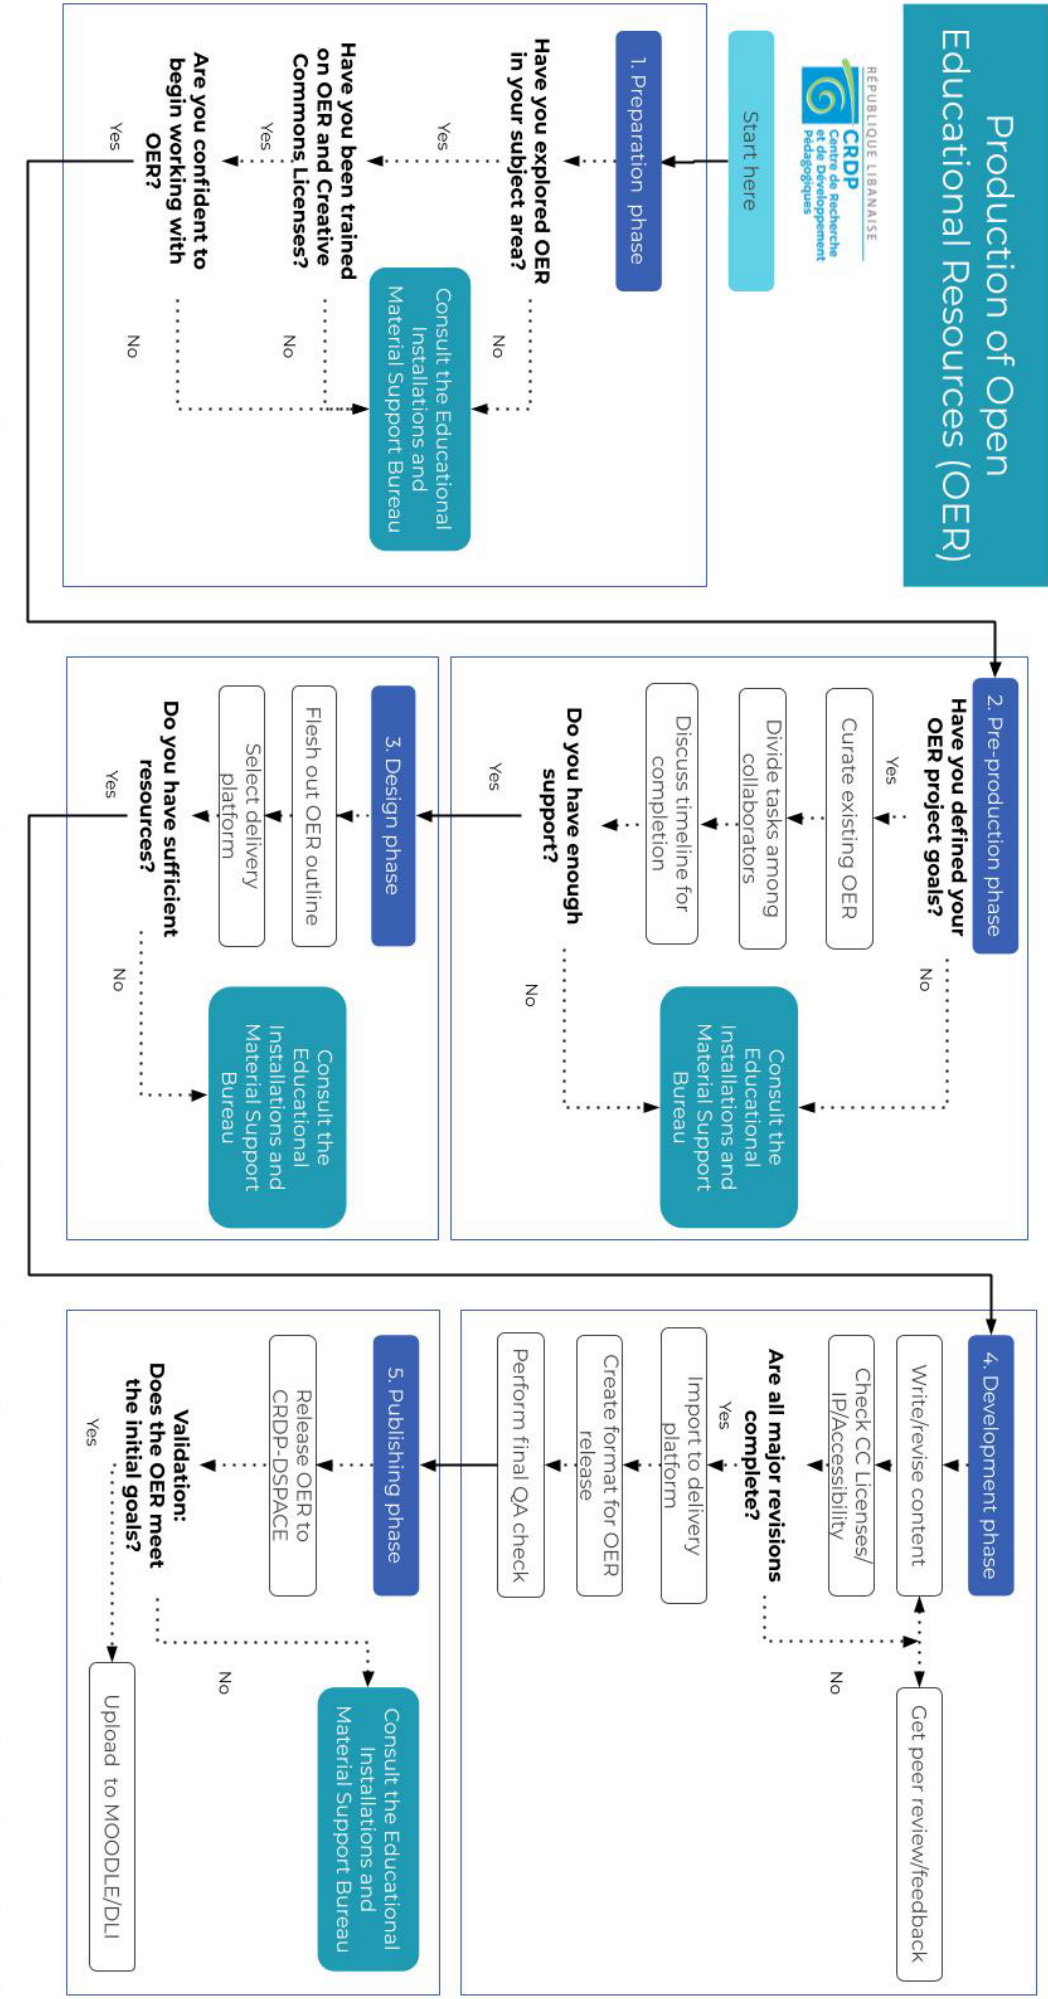 Production of Open
Educational Resources (OER)
RÉPUBLIQUE LIBANAISE
CRDP
Centre de Recherche
et de Développement
Pédagogiques
Start here
1. Preparation phase
Have you explored OER
in your subject area?
Yes
No
Have you been trained
on OER and Creative
Commons Licenses?
Yes
No
Are you confident to
begin working with
OER?
Yes
No
Consult the Educational
Installations and
Material Support Bureau
2. Pre-production phase
Have you defined your
OER project goals?
Yes
No
Curate existing OER
Divide tasks among
collaborators
Discuss timeline for
completion
Do you have enough
support?
Yes
No
Consult the
Educational
Installations and
Material Support
Bureau
3. Design phase
Flesh out OER outline
Select delivery
platform
Do you have sufficient
resources?
Yes
No
Consult the
Educational
Installations and
Material Support
Bureau
4. Development phase
Write/revise content
Get peer review/feedback
Check CC Licenses/
IP/Accessibility
Are all major revisions
complete?
Yes
No
Import to delivery
platform
Create format for OER
release
Perform final QA check
5. Publishing phase
Release OER to
CRDP-DSPACE
Validation:
Does the OER meet
the initial goals?
Yes
No
Consult the Educational
Installations and
Material Support Bureau
Upload to MOODLE/DLI